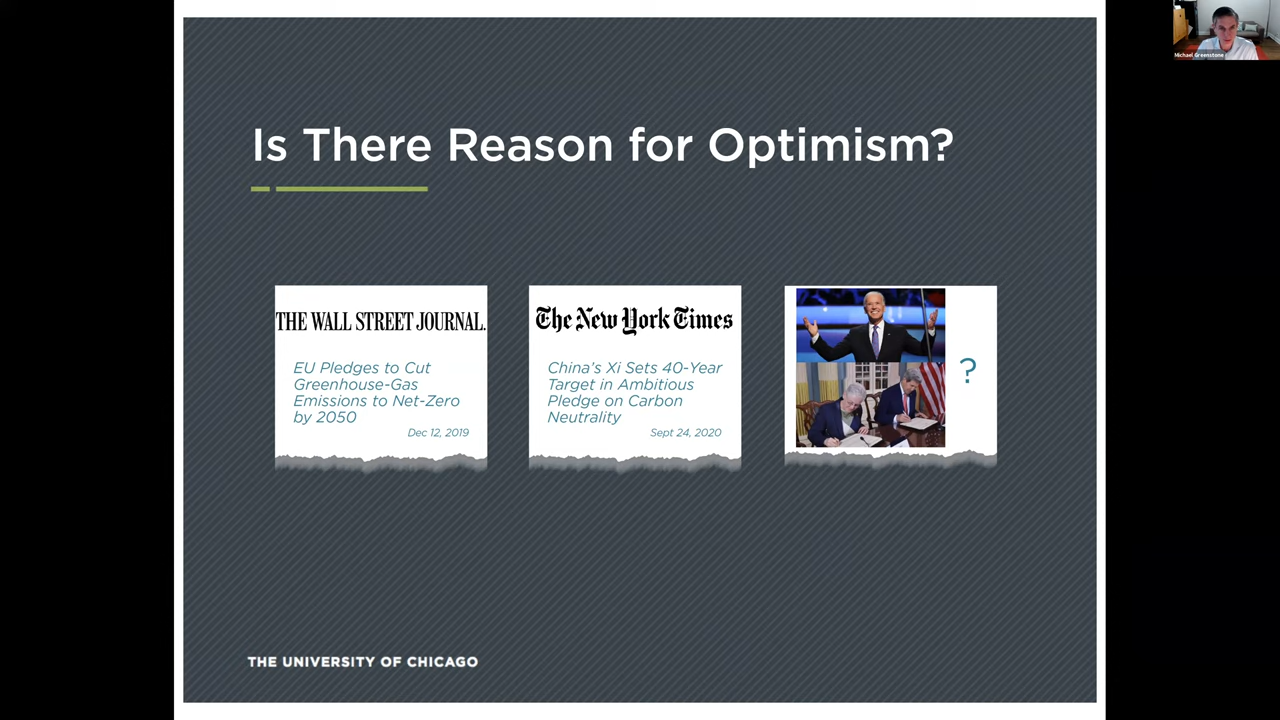 Michael Greenstone
Is There Reason for Optimism?
THE WALL STREET JOURNAL.
EU Pledges to Cut
Greenhouse-Gas
Emissions to Net-Zero
by 2050
Dec 12, 2019
The New York Times
China's Xi Sets 40-Year
Target in Ambitious
Pledge on Carbon
Neutrality
Sept 24, 2020
?
THE UNIVERSITY OF CHICAGO